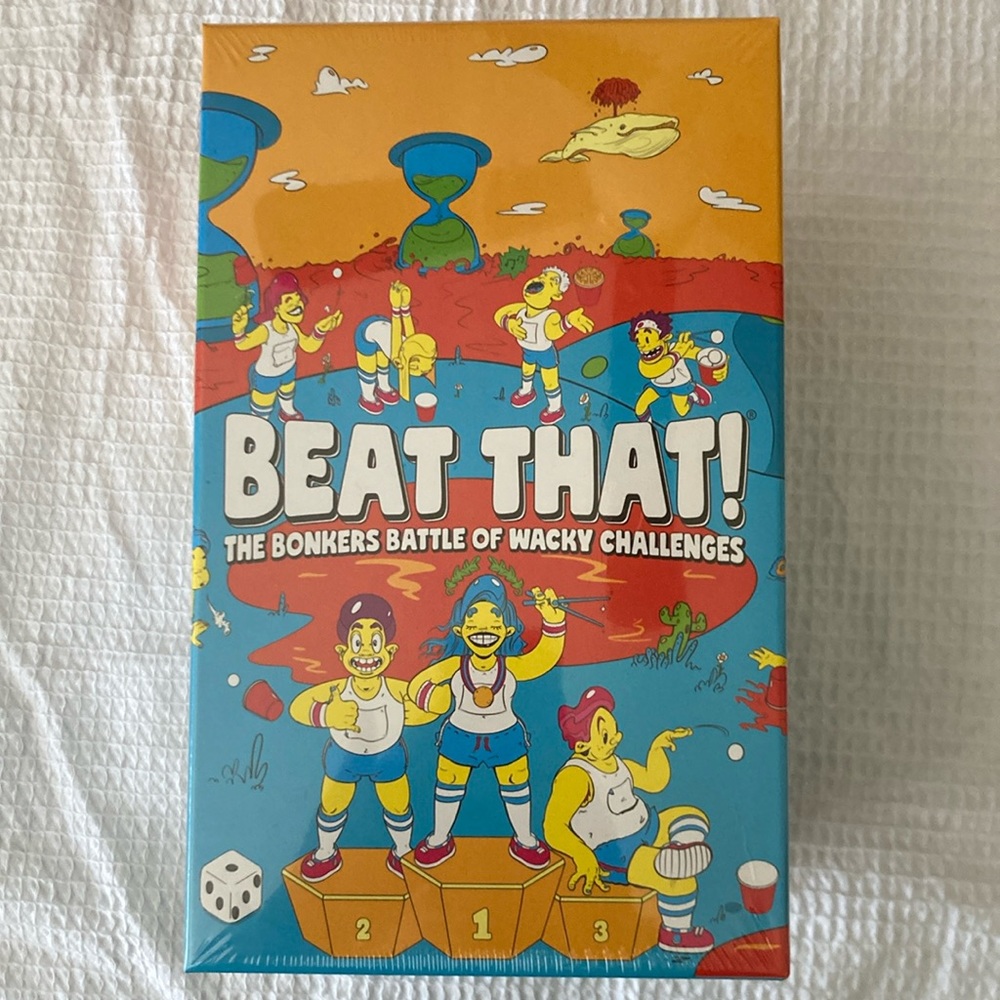 BEAT THAT!®
THE BONKERS BATTLE OF WACKY CHALLENGES
2 1 3